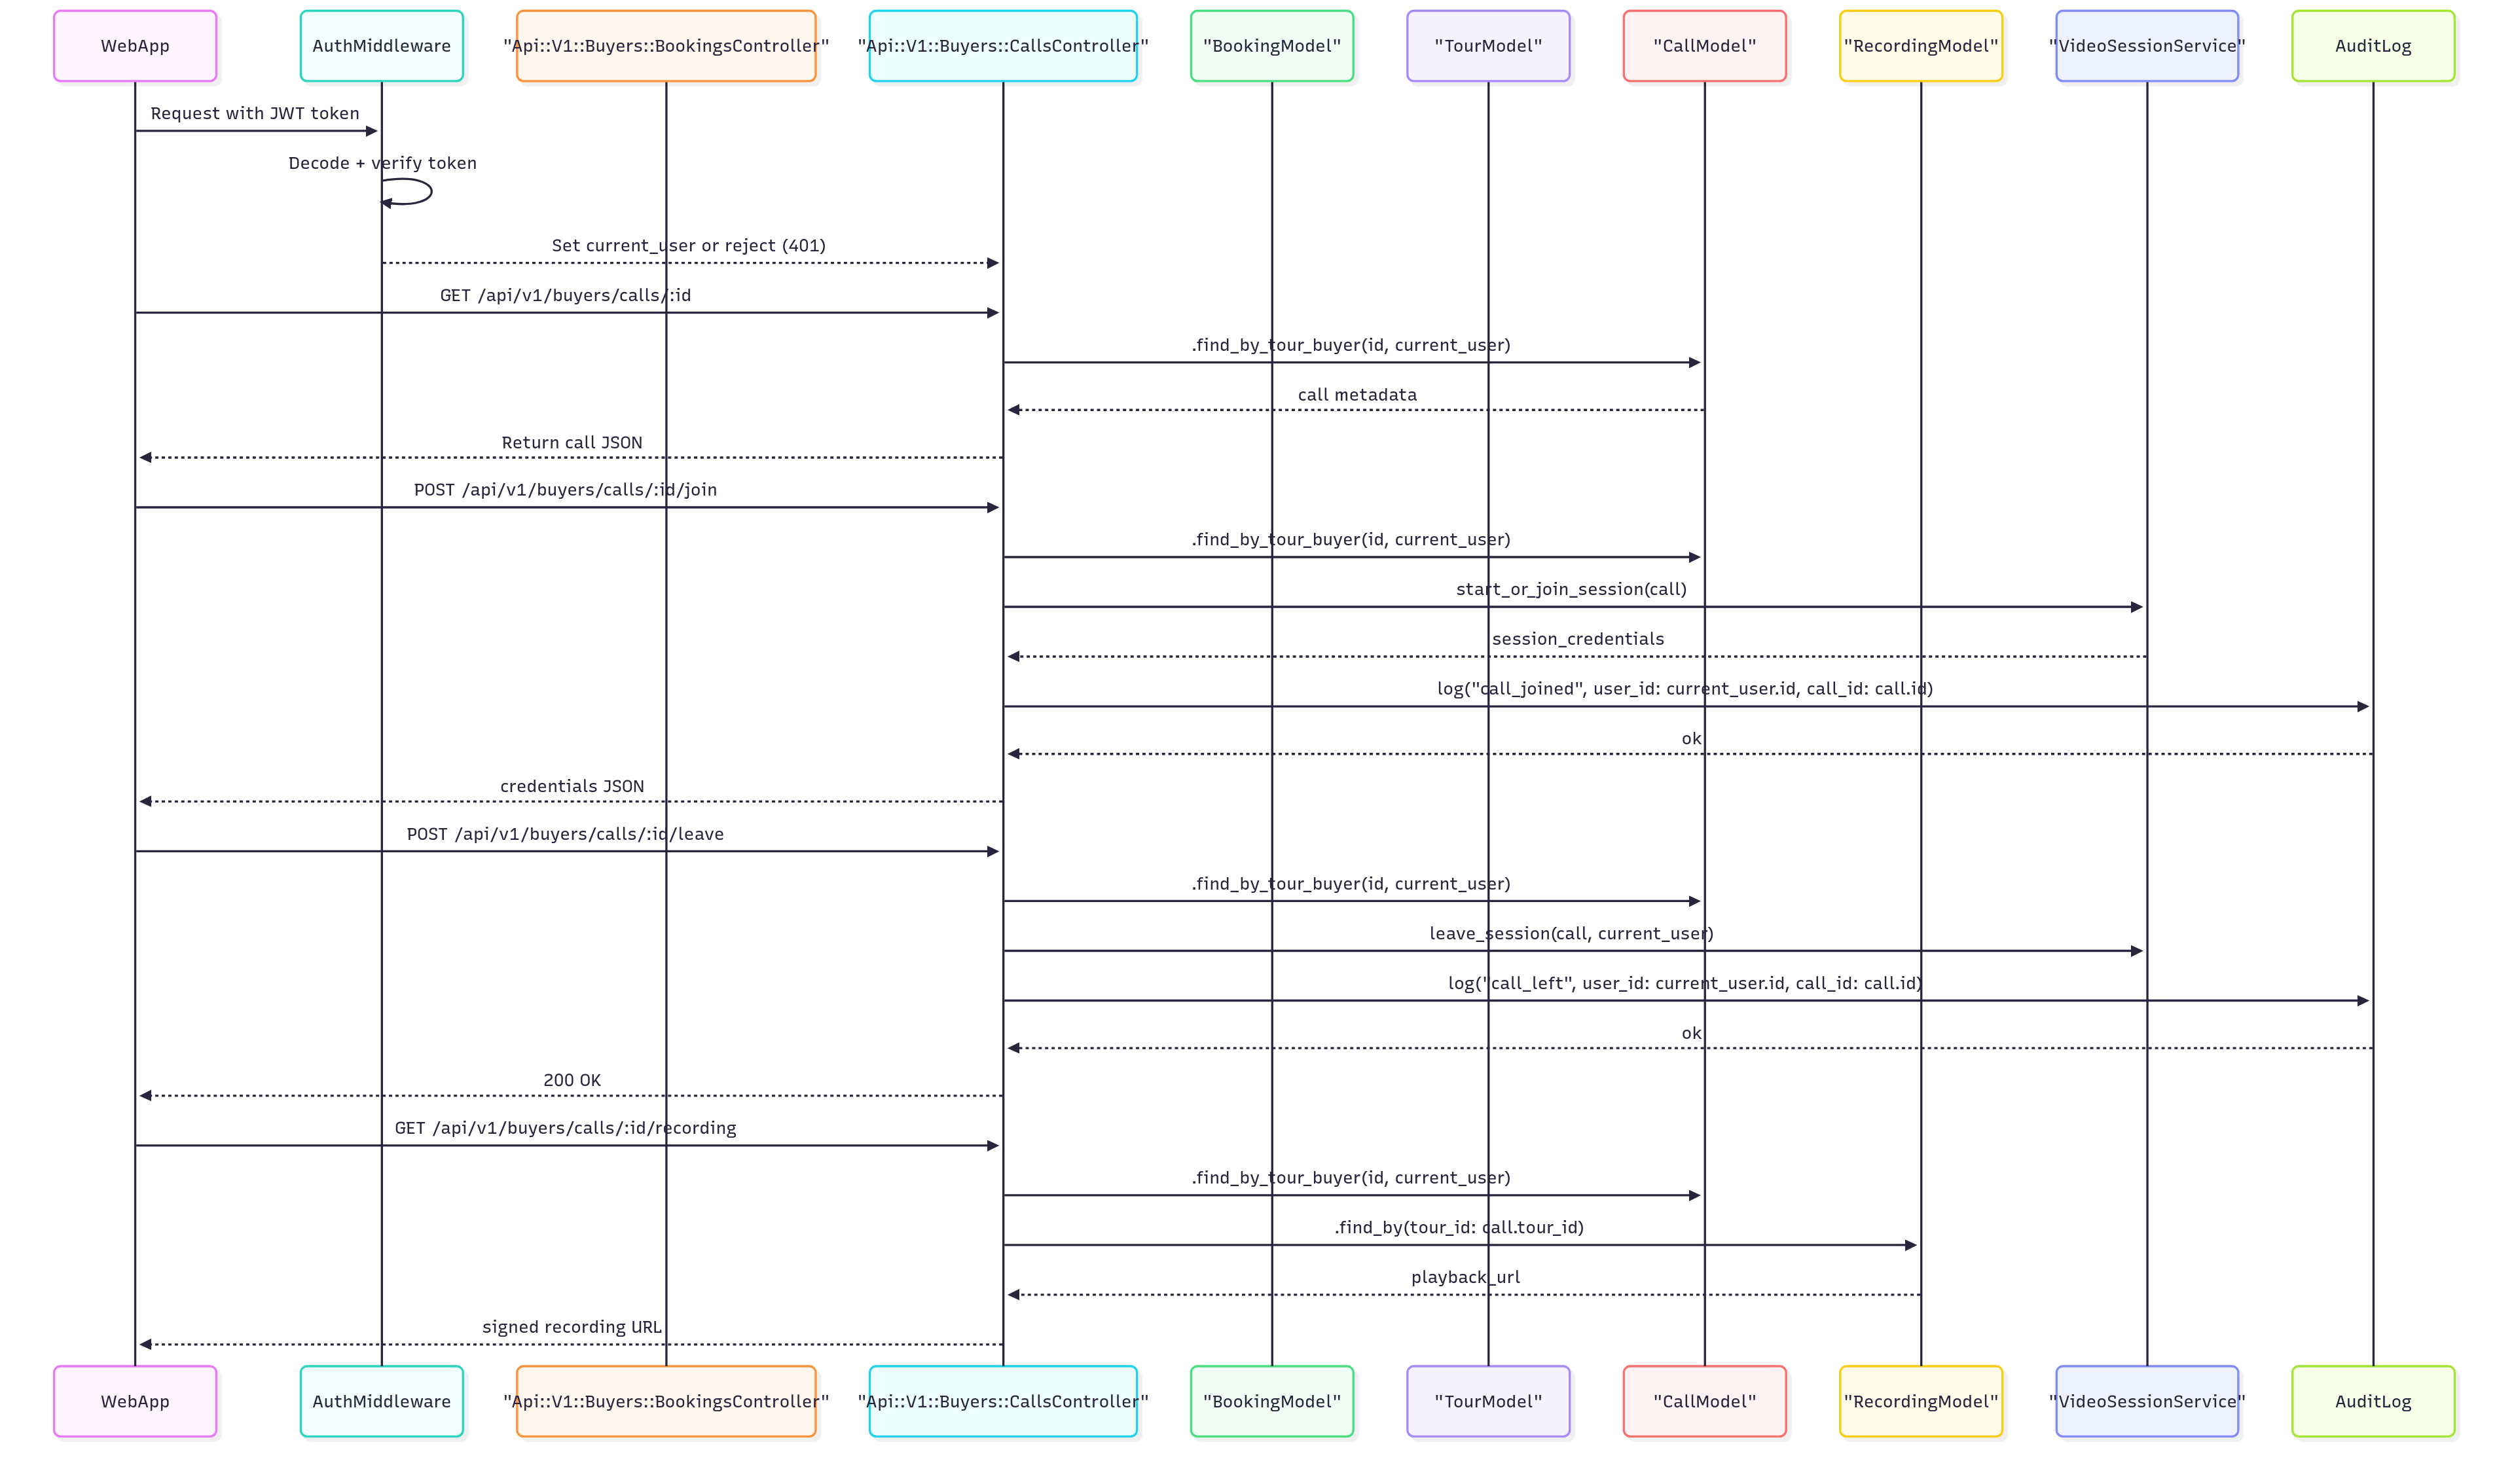 WebApp
AuthMiddleware
"Api::V1::Buyers::BookingsController"
"Api::V1::Buyers::CallsController"
"BookingModel"
"TourModel"
"CallModel"
"RecordingModel"
"VideoSessionService"
AuditLog
Request with JWT token
Decode + verify token
Set current_user or reject (401)
GET /api/v1/buyers/calls/:id
.find_by_tour_buyer(id, current_user)
call metadata
Return call JSON
POST /api/v1/buyers/calls/:id/join
.find_by_tour_buyer(id, current_user)
start_or_join_session(call)
session_credentials
log("call_joined", user_id: current_user.id, call_id: call.id)
ok
credentials JSON
POST /api/v1/buyers/calls/:id/leave
.find_by_tour_buyer(id, current_user)
leave_session(call, current_user)
log("call_left", user_id: current_user.id, call_id: call.id)
ok
200 OK
GET /api/v1/buyers/calls/:id/recording
.find_by_tour_buyer(id, current_user)
.find_by(tour_id: call.tour_id)
playback_url
signed recording URL
WebApp
AuthMiddleware
"Api::V1::Buyers::BookingsController"
"Api::V1::Buyers::CallsController"
"BookingModel"
"TourModel"
"CallModel"
"RecordingModel"
"VideoSessionService"
AuditLog